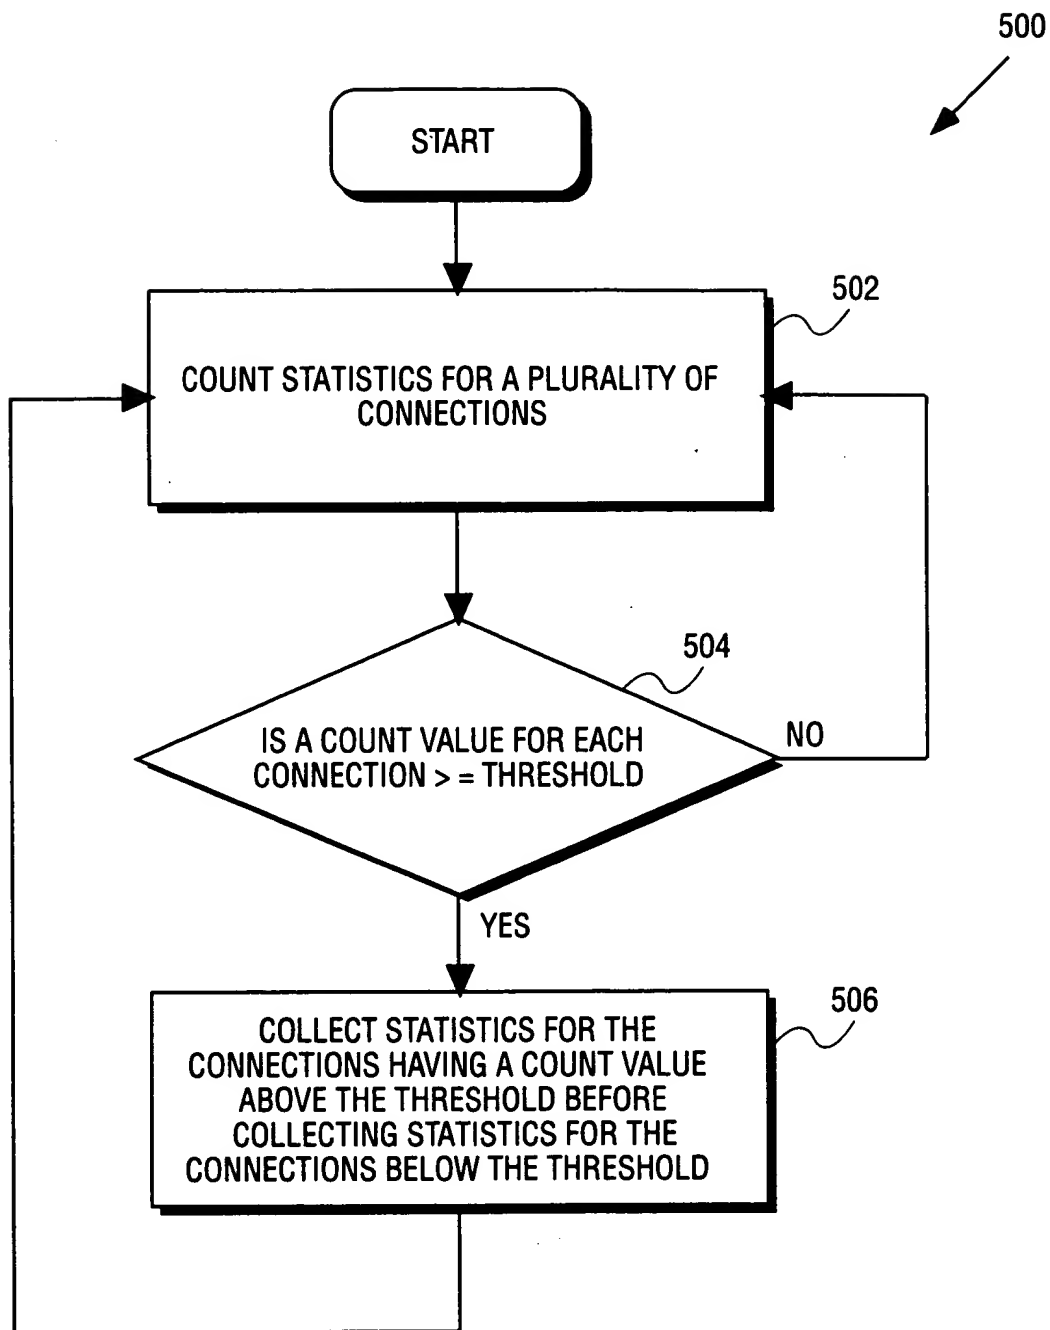 500
START
502
COUNT STATISTICS FOR A PLURALITY OF
CONNECTIONS
504
IS A COUNT VALUE FOR EACH
CONNECTION > = THRESHOLD
NO
YES
506
COLLECT STATISTICS FOR THE
CONNECTIONS HAVING A COUNT VALUE
ABOVE THE THRESHOLD BEFORE
COLLECTING STATISTICS FOR THE
CONNECTIONS BELOW THE THRESHOLD